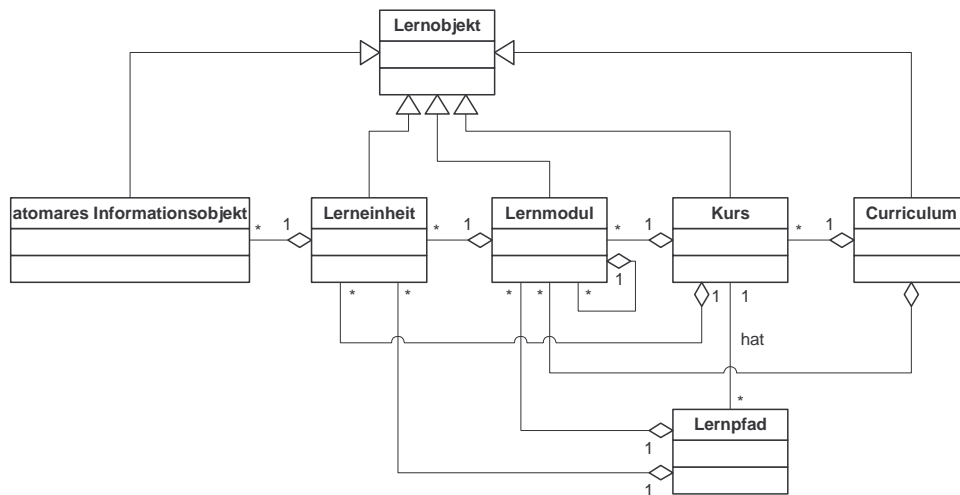 Lernobjekt
atomares Informationsobjekt
Lerneinheit
Lernmodul
Kurs
Curriculum
* 1 * 1 * 1 * 1
1
* * * * * 1 1
hat
*
Lernpfad
1
1